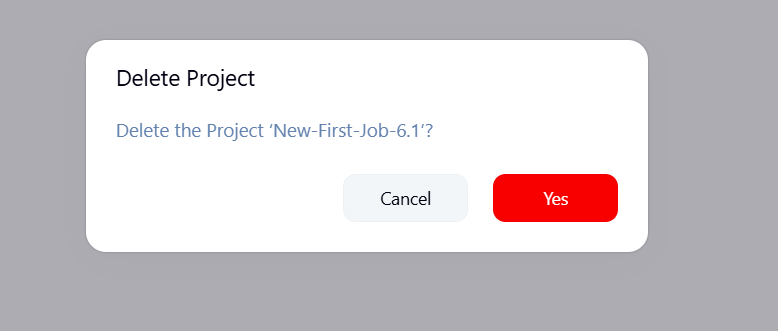 Delete Project
Delete the Project ‘New-First-Job-6.1’?
Cancel
Yes